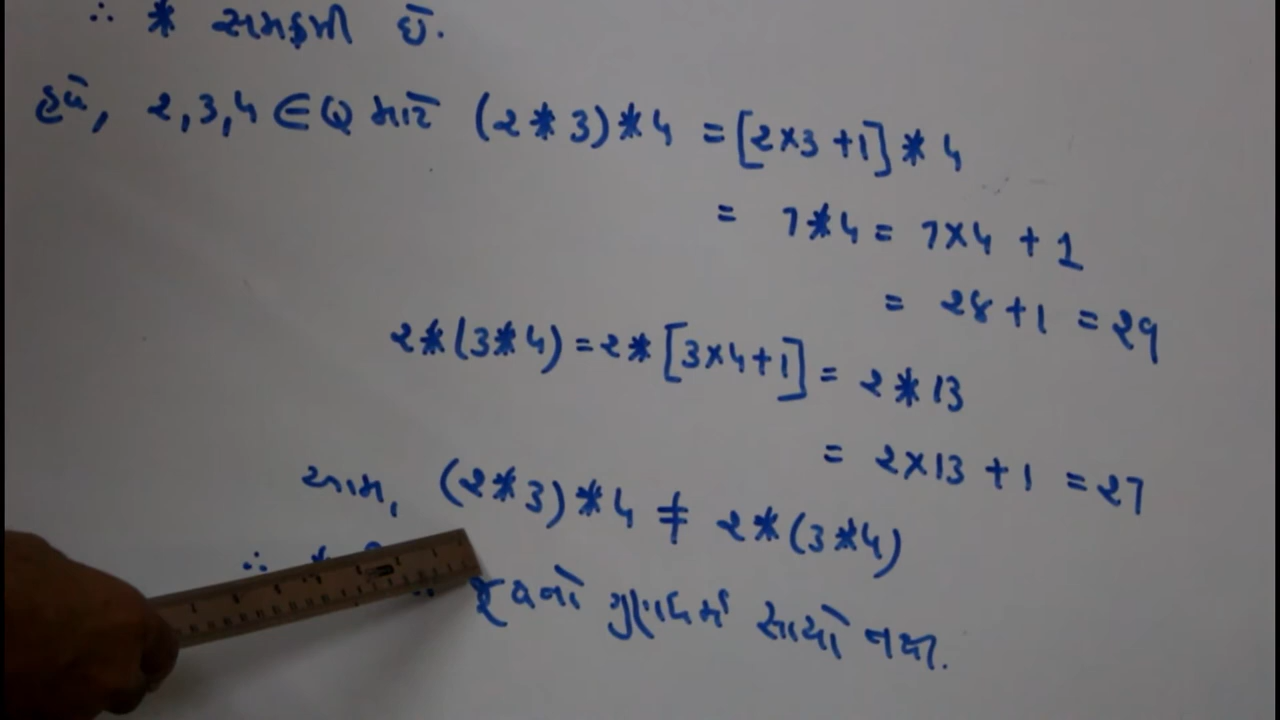 ∴ * સમક્રમી છે.
હવે, 2,3,4 ∈ Q માટે (2 * 3) * 4 = [2×3 +1] * 4
= 7*4 = 7×4 + 1
= 28 +1 = 29
2*(3*4) = 2* [3×4+1] = 2 * 13
= 2×13 + 1 = 27
આમ, (2*3)*4 ≠ 2*(3*4)
∴ * ગુણધર્મ સાચો નથી.